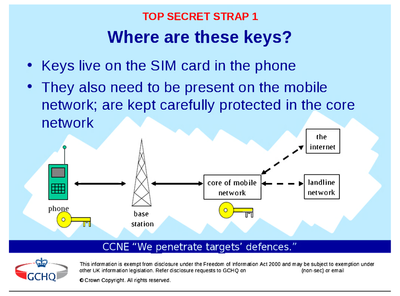 TOP SECRET STRAP 1
Where are these keys?
• Keys live on the SIM card in the phone
• They also need to be present on the mobile
network; are kept carefully protected in the core
network
the
internet
core of mobile
network
landline
network
phone
base
station
CCNE “We penetrate targets’ defences.”
This information is exempt from disclosure under the Freedom of Information Act 2000 and may be subject to exemption under
other UK information legislation. Refer disclosure requests to GCHQ on (non-sec) or email
© Crown Copyright. All rights reserved.
GCHQ